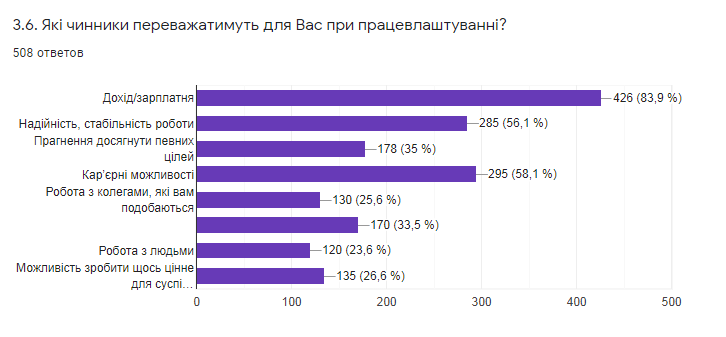 3.6. Які чинники переважатимуть для Вас при працевлаштуванні?
508 ответов
Дохід/зарплатня
426 (83,9 %)
Надійність, стабільність роботи
285 (56,1 %)
Прагнення досягнути певних
цілей
178 (35 %)
Кар'єрні можливості
295 (58,1 %)
Робота з колегами, які вам
подобаються
130 (25,6 %)
170 (33,5 %)
Робота з людьми
120 (23,6 %)
Можливість зробити щось цінне
для суспі…
135 (26,6 %)
0 100 200 300 400 500